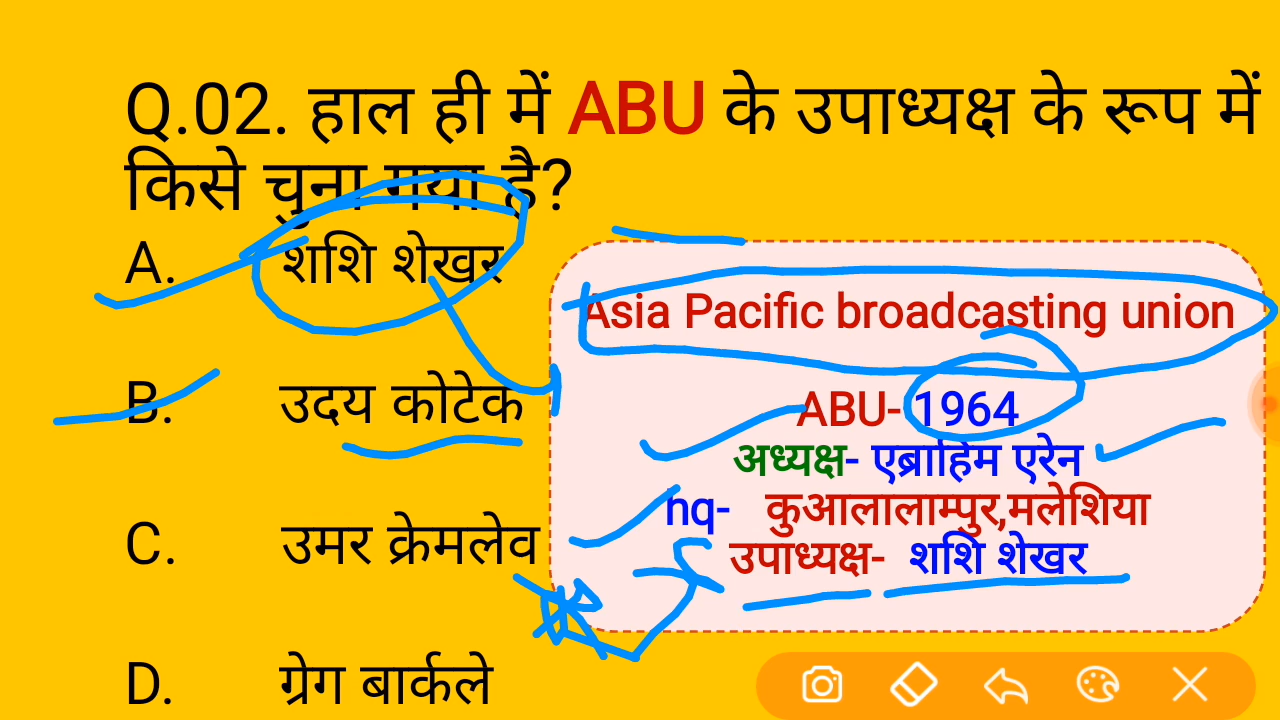 Q.02. हाल ही में ABU के उपाध्यक्ष के रूप में
किसे चुना गया है?
A. शशि शेखर
B. उदय कोटेक
C. उमर क्रेमलेव
D. ग्रेग बार्कले
Asia Pacific broadcasting union
ABU- 1964
अध्यक्ष- एब्राहिम एरेन
hq- कुआलालाम्पुर,मलेशिया
उपाध्यक्ष- शशि शेखर